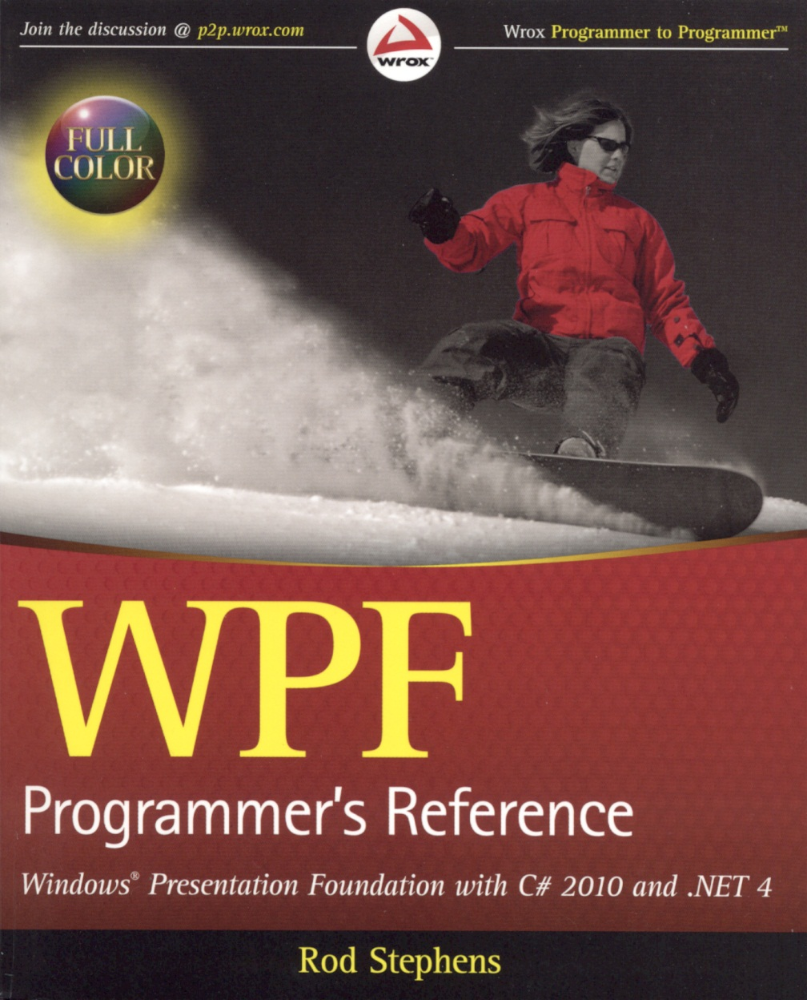 Join the discussion @ p2p.wrox.com
wrox™
Wrox Programmer to Programmer™
FULL
COLOR
WPF
Programmer's Reference
Windows® Presentation Foundation with C# 2010 and .NET 4
Rod Stephens